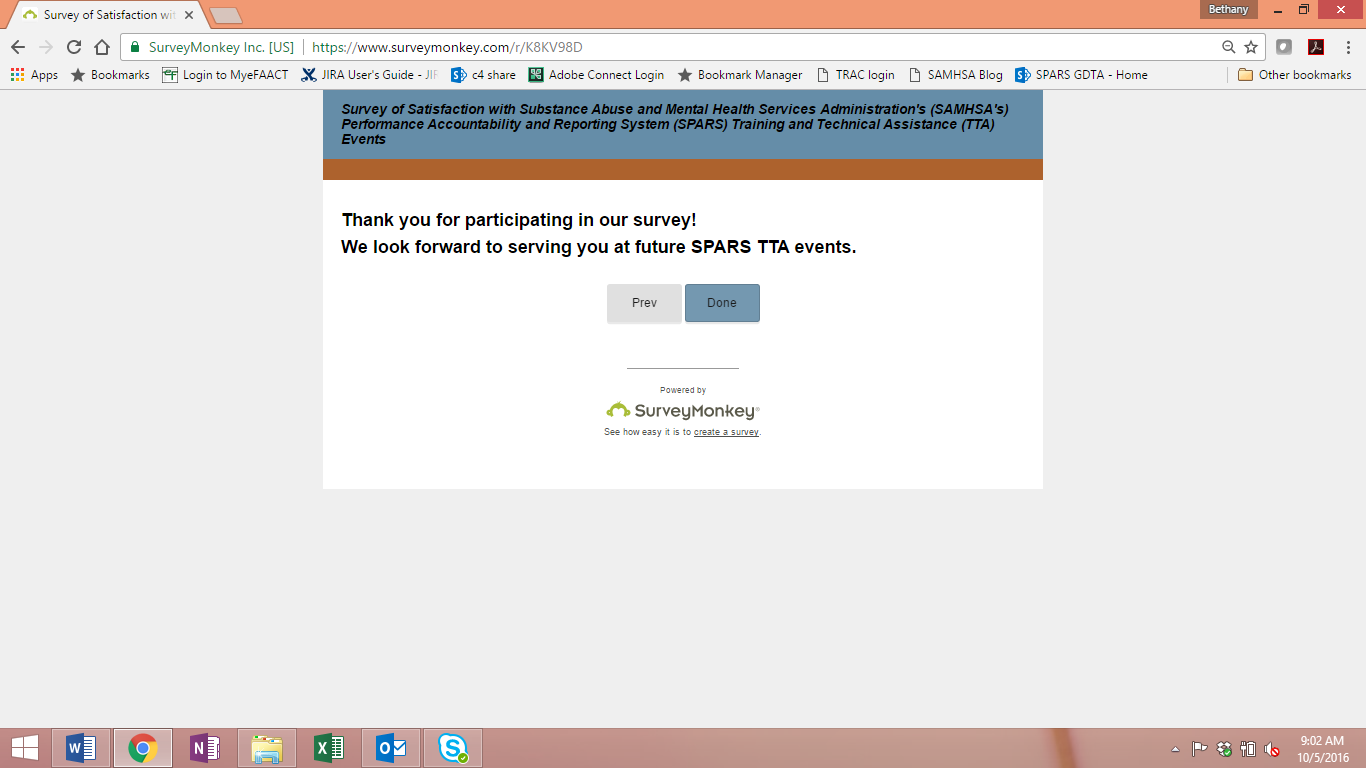 Survey of Satisfaction wit
Bethany
SurveyMonkey Inc. [US]
https://www.surveymonkey.com/r/K8KV98D
Apps
Bookmarks
Login to MyeFAACT
JIRA User's Guide - JIF
c4 share
Adobe Connect Login
Bookmark Manager
TRAC login
SAMHSA Blog
SPARS GDTA - Home
Other bookmarks
Survey of Satisfaction with Substance Abuse and Mental Health Services Administration's (SAMHSA's)
Performance Accountability and Reporting System (SPARS) Training and Technical Assistance (TTA)
Events
Thank you for participating in our survey!
We look forward to serving you at future SPARS TTA events.
Prev
Done
Powered by
SurveyMonkey®
See how easy it is to create a survey.
9:02 AM
10/5/2016